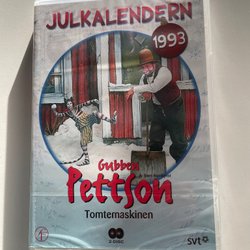 JULKALENDERN
1993
Gubben
Pettson
Tomtemaskinen
2-DISC
svt